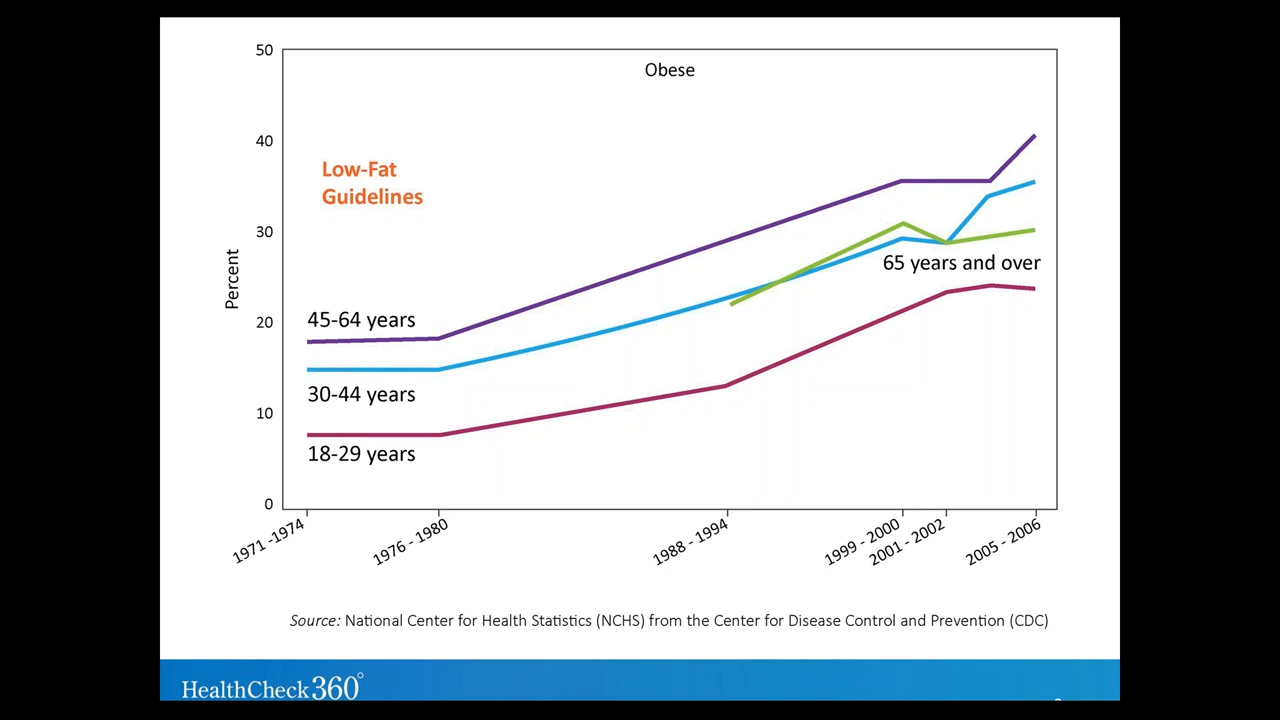 Obese
50
40
30
20
10
0
Percent
Low-Fat
Guidelines
45-64 years
30-44 years
18-29 years
65 years and over
1971 -1974
1976 - 1980
1988 - 1994
1999 - 2000
2001 - 2002
2005 - 2006
Source: National Center for Health Statistics (NCHS) from the Center for Disease Control and Prevention (CDC)
HealthCheck360°